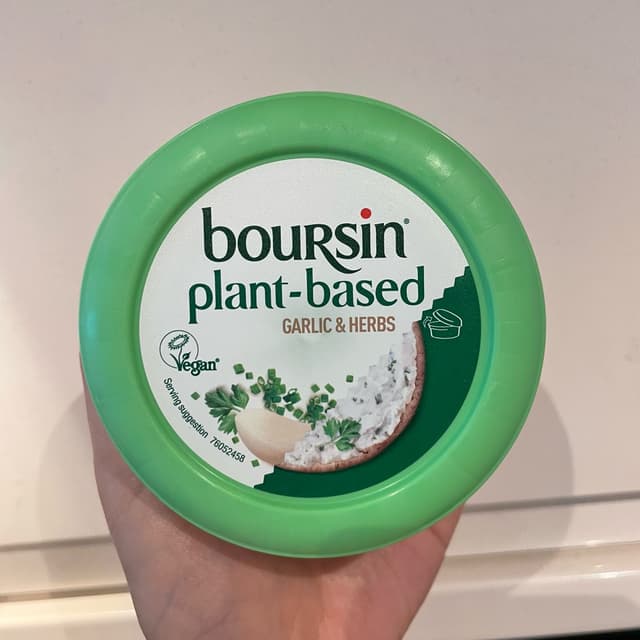 boursin®
plant-based
GARLIC & HERBS
Vegan®
Serving suggestion 76052458